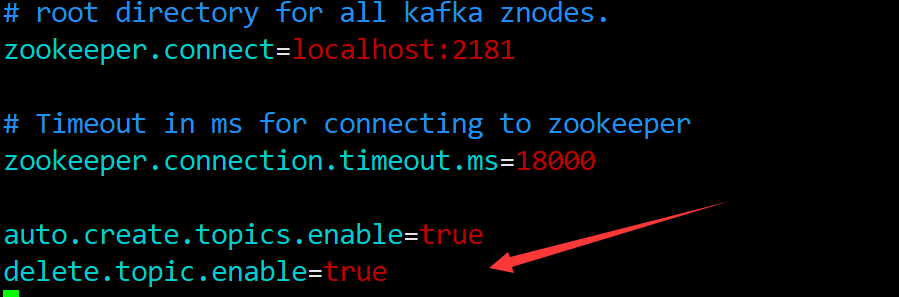 # root directory for all kafka znodes.
zookeeper.connect=localhost:2181
# Timeout in ms for connecting to zookeeper
zookeeper.connection.timeout.ms=18000
auto.create.topics.enable=true
delete.topic.enable=true